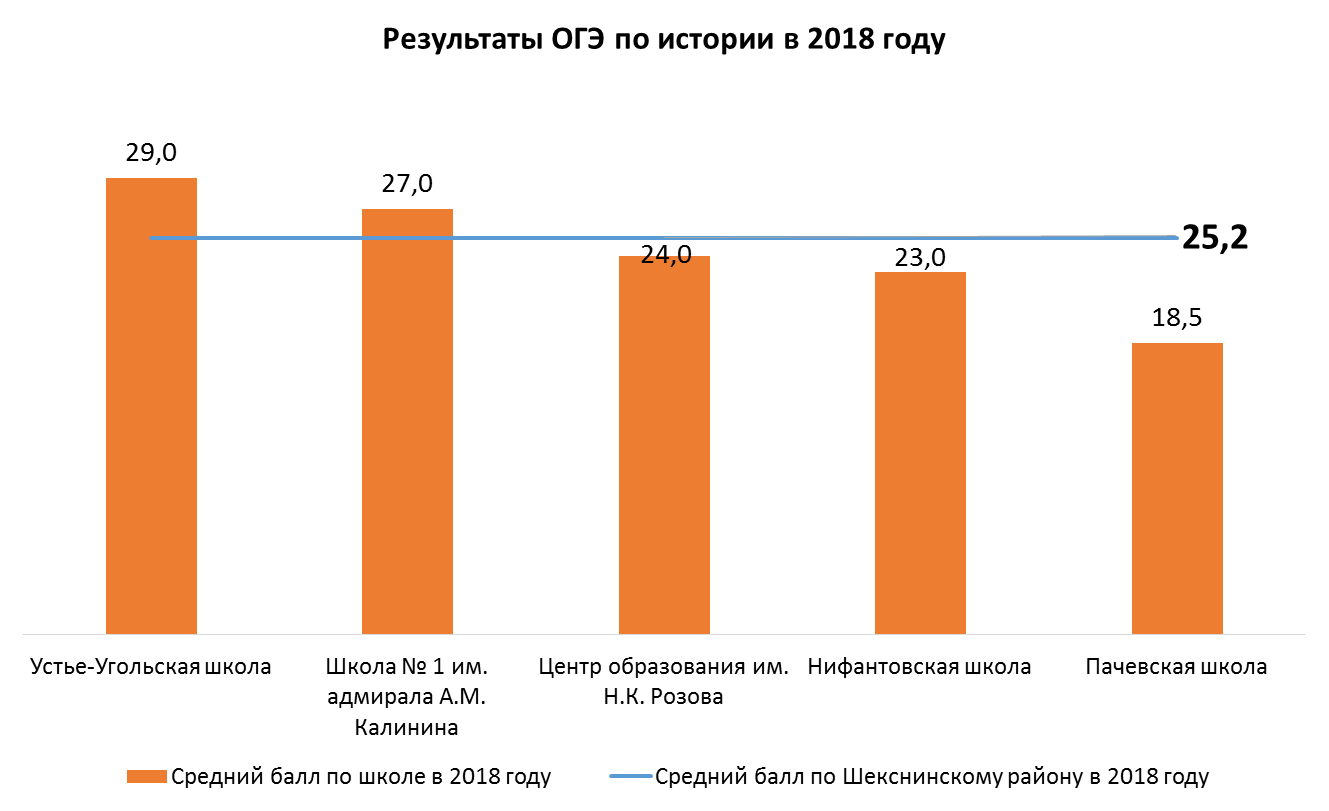 Результаты ОГЭ по истории в 2018 году
29,0
27,0
24,0
23,0
18,5
25,2
Устье-Угольская школа
Школа № 1 им.
адмирала А.М.
Калинина
Центр образования им.
Н.К. Розова
Нифантовская школа
Пачевская школа
Средний балл по школе в 2018 году
Средний балл по Шекснинскому району в 2018 году